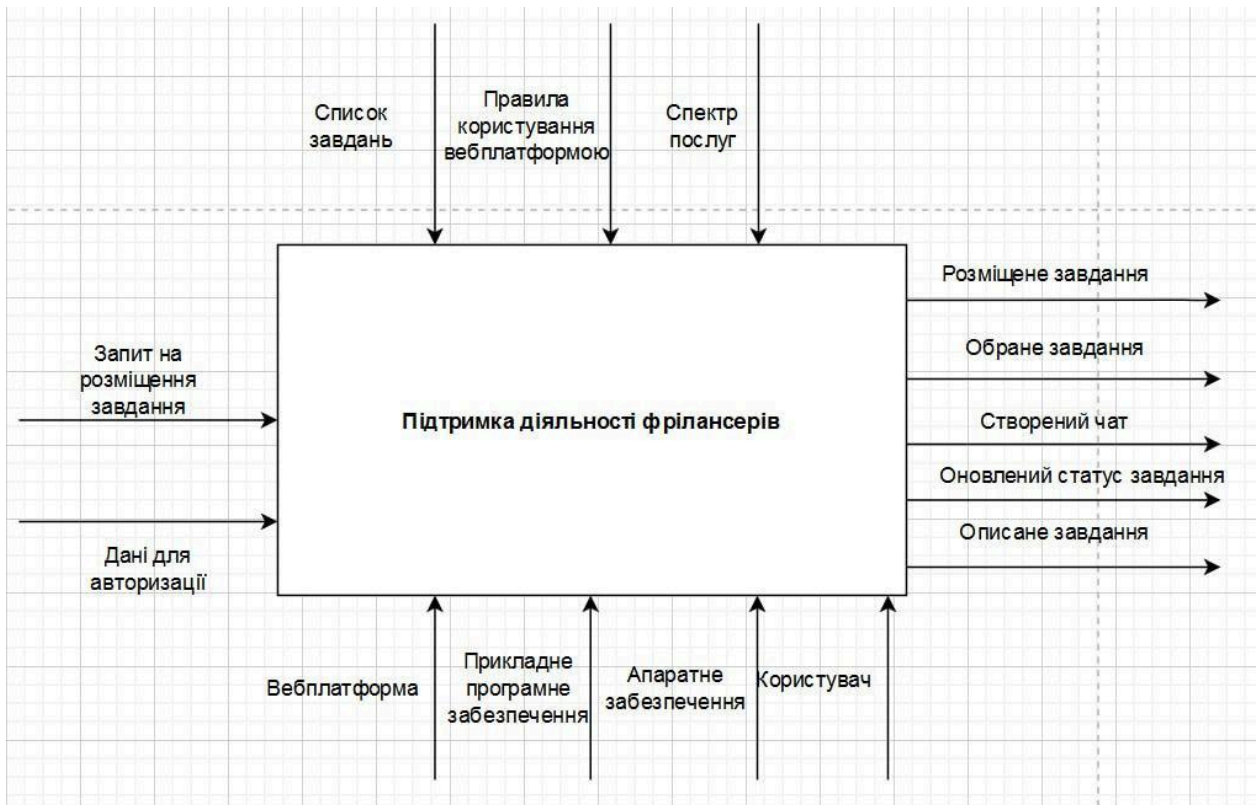 Список
завдань
Правила
користування
вебплатформою
Спектр
послуг
Запит на
розміщення
завдання
Дані для
авторизації
Підтримка діяльності фрілансерів
Розміщене завдання
Обране завдання
Створений чат
Оновлений статус завдання
Описане завдання
Вебплатформа
Прикладне
програмне
забезпечення
Апаратне
забезпечення
Користувач